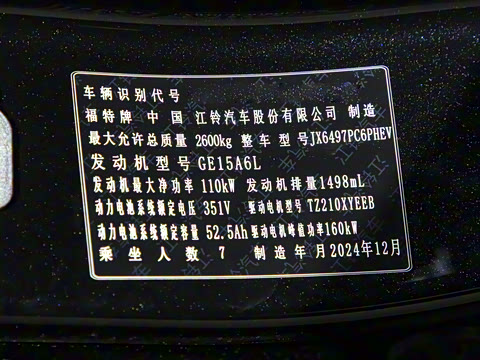 车辆识别代号
福特牌 中国 江铃汽车股份有限公司 制造
最大允许总质量 2600kg 整车型号JX6497PC6PHEV
发动机型号 GE15A6L
发动机最大净功率 110kW 发动机排量1498mL
动力电池系统额定电压 351V 驱动电机型号 TZ210XYEEB
动力电池系统额定容量 52.5Ah 驱动电机峰值功率160kW
乘坐人数 7 制造年月2024年12月